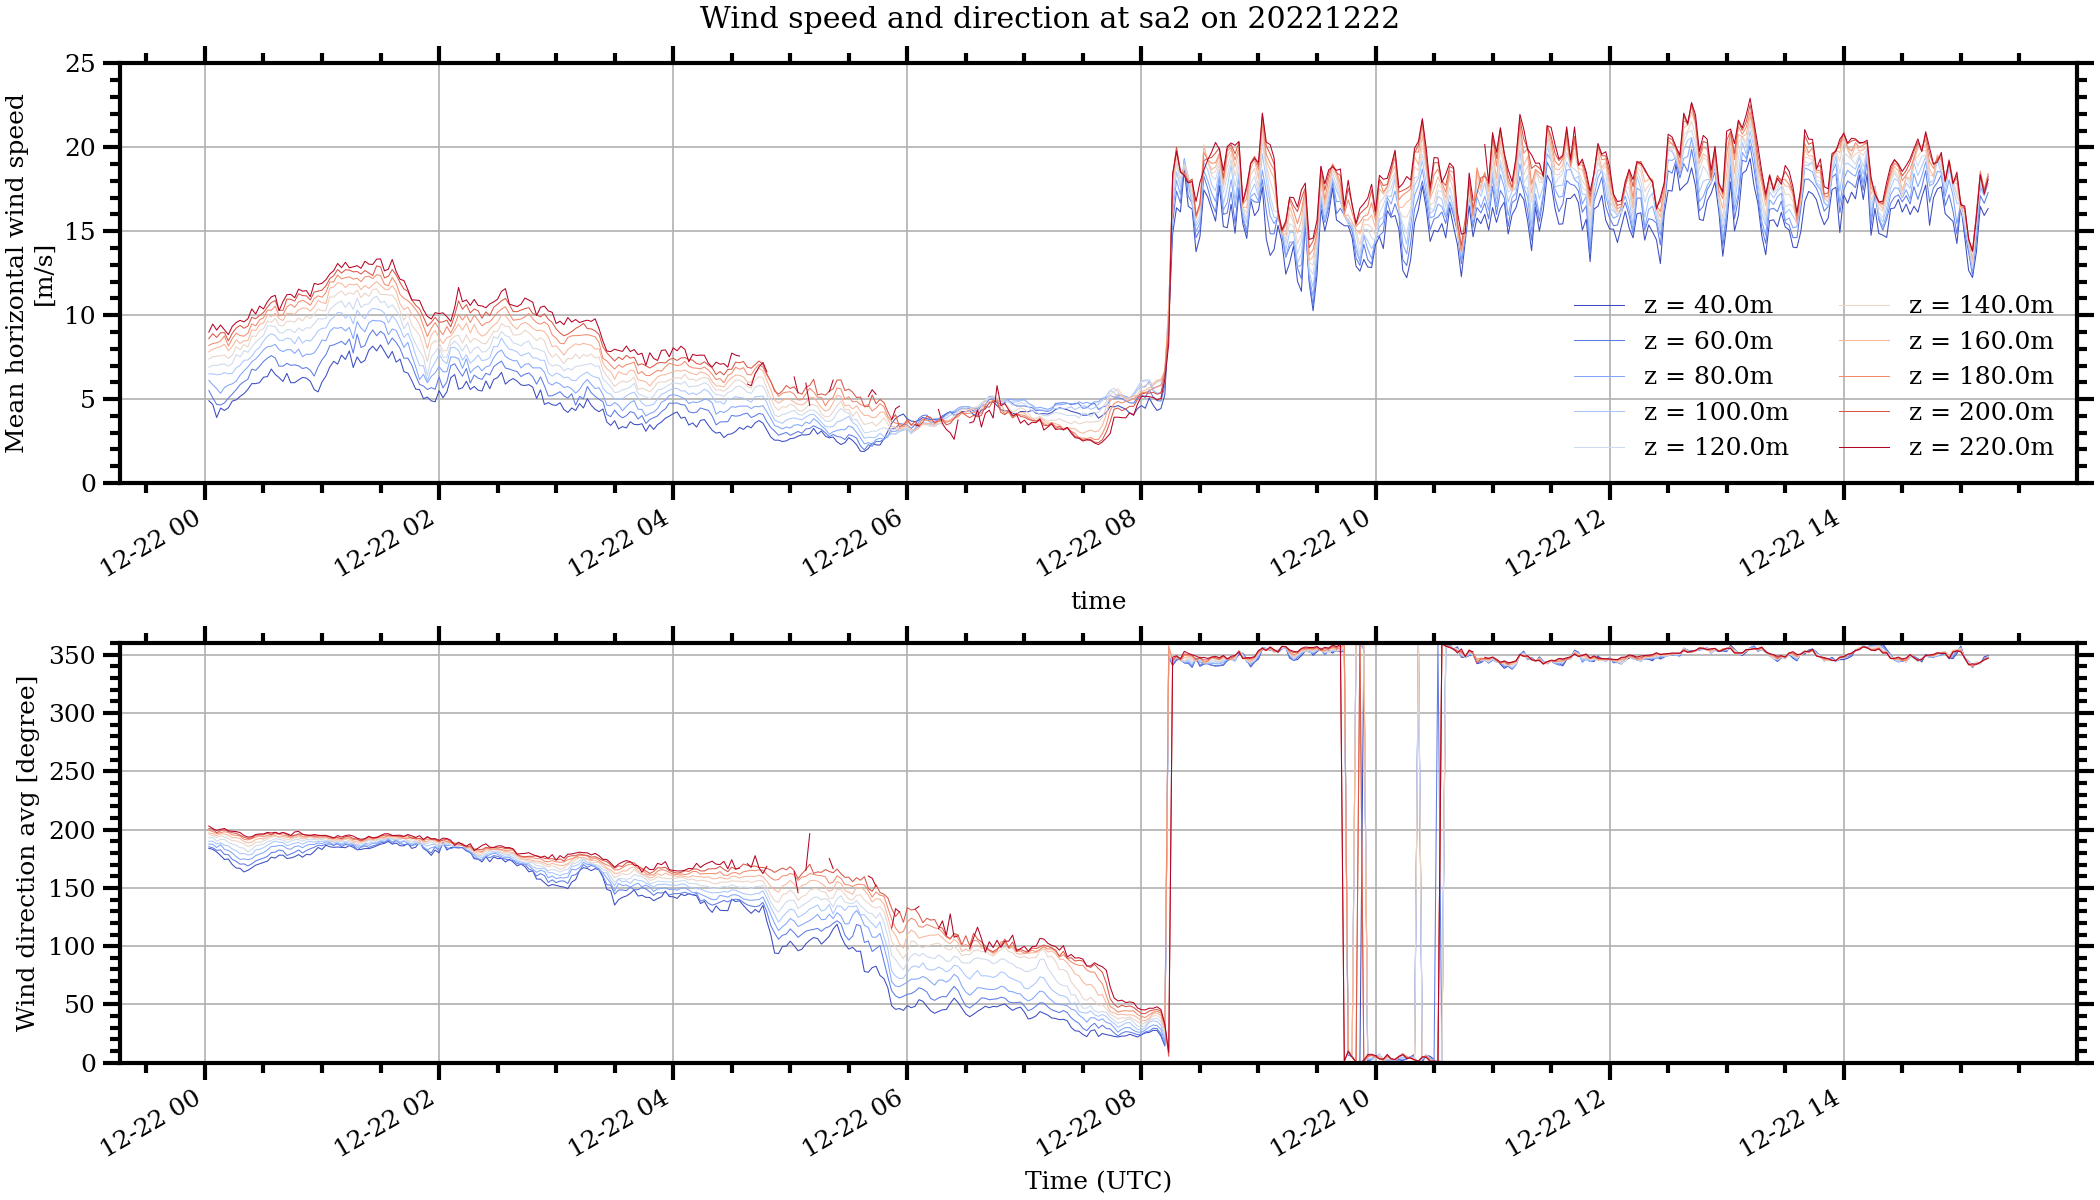 Wind speed and direction at sa2 on 20221222
Mean horizontal wind speed
[m/s]
25
20
15
10
5
0
z = 40.0m
z = 60.0m
z = 80.0m
z = 100.0m
z = 120.0m
z = 140.0m
z = 160.0m
z = 180.0m
z = 200.0m
z = 220.0m
12-22 00
12-22 02
12-22 04
12-22 06
12-22 08
12-22 10
12-22 12
12-22 14
time
Wind direction avg [degree]
350
300
250
200
150
100
50
0
12-22 00
12-22 02
12-22 04
12-22 06
12-22 08
12-22 10
12-22 12
12-22 14
Time (UTC)